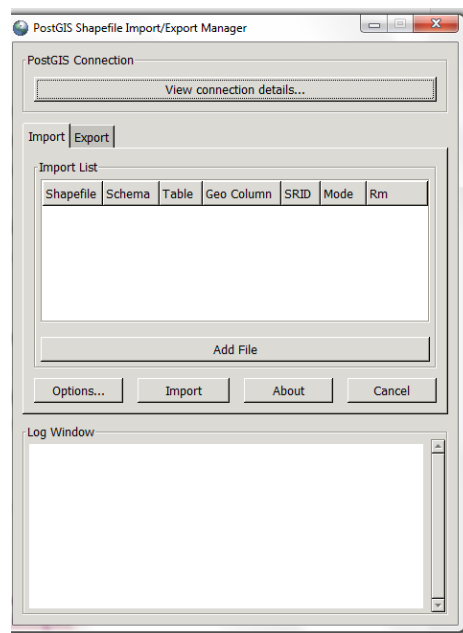 PostGIS Shapefile Import/Export Manager
PostGIS Connection
View connection details...
Import Export
Import List
Shapefile Schema Table Geo Column SRID Mode Rm
Add File
Options... Import About Cancel
Log Window